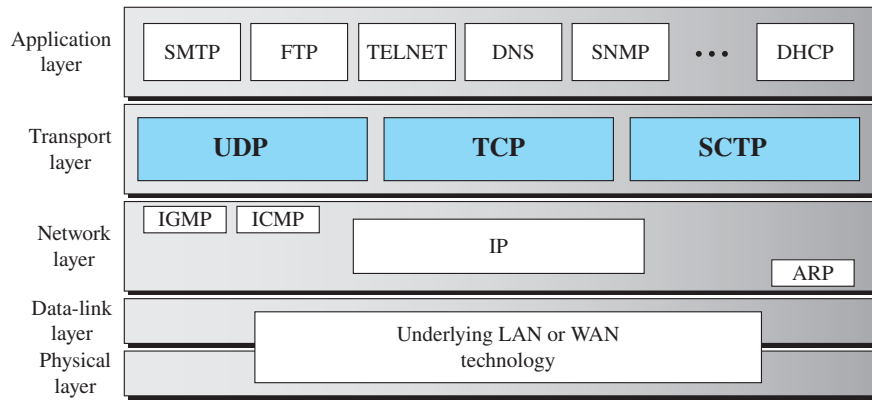 Application
layer
SMTP
FTP
TELNET
DNS
SNMP
•••
DHCP
Transport
layer
UDP
TCP
SCTP
Network
layer
IGMP
ICMP
IP
ARP
Data-link
layer
Underlying LAN or WAN
technology
Physical
layer